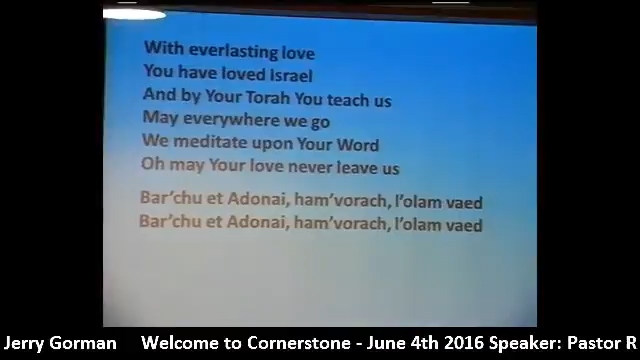 With everlasting love
You have loved Israel
And by Your Torah You teach us
May everywhere we go
We meditate upon Your Word
Oh may Your love never leave us
Bar'chu et Adonai, ham'vorach, l'olam vaed
Bar'chu et Adonai, ham'vorach, l'olam vaed
Jerry Gorman Welcome to Cornerstone - June 4th 2016 Speaker: Pastor R